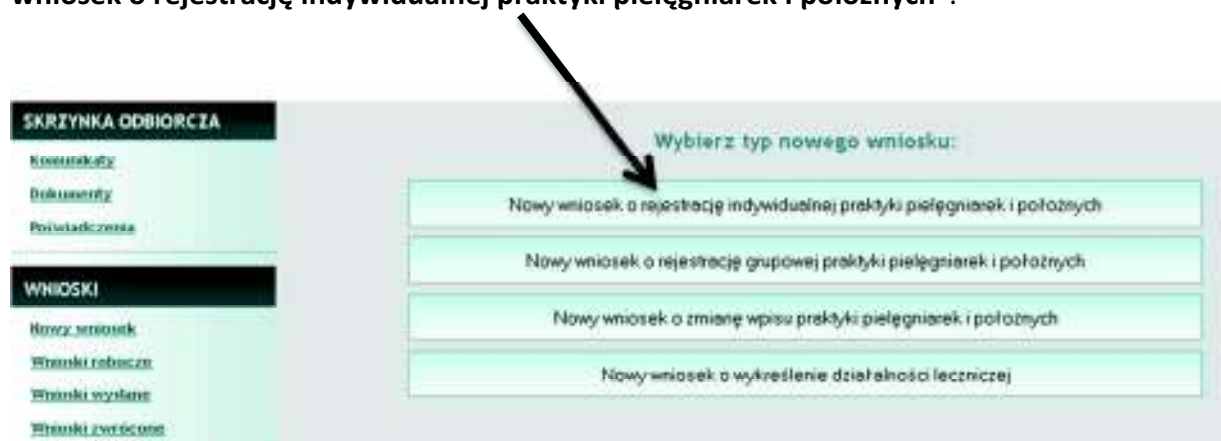 wniosek o rejestrację indywidualnej praktyki pielęgniarek i położnych".
SKRZYNKA ODBIORCZA
Komunikaty
Dokumenty
Poświadczenia
WNIOSKI
Nowy wniosek
Wnioski robocze
Wnioski wysłane
Wnioski zwrócone
Wybierz typ nowego wniosku:
Nowy wniosek o rejestrację indywidualnej praktyki pielęgniarek i położnych
Nowy wniosek o rejestrację grupowej praktyki pielęgniarek i położnych
Nowy wniosek o zmianę wpisu praktyki pielęgniarek i położnych
Nowy wniosek o wykreślenie działalności leczniczej